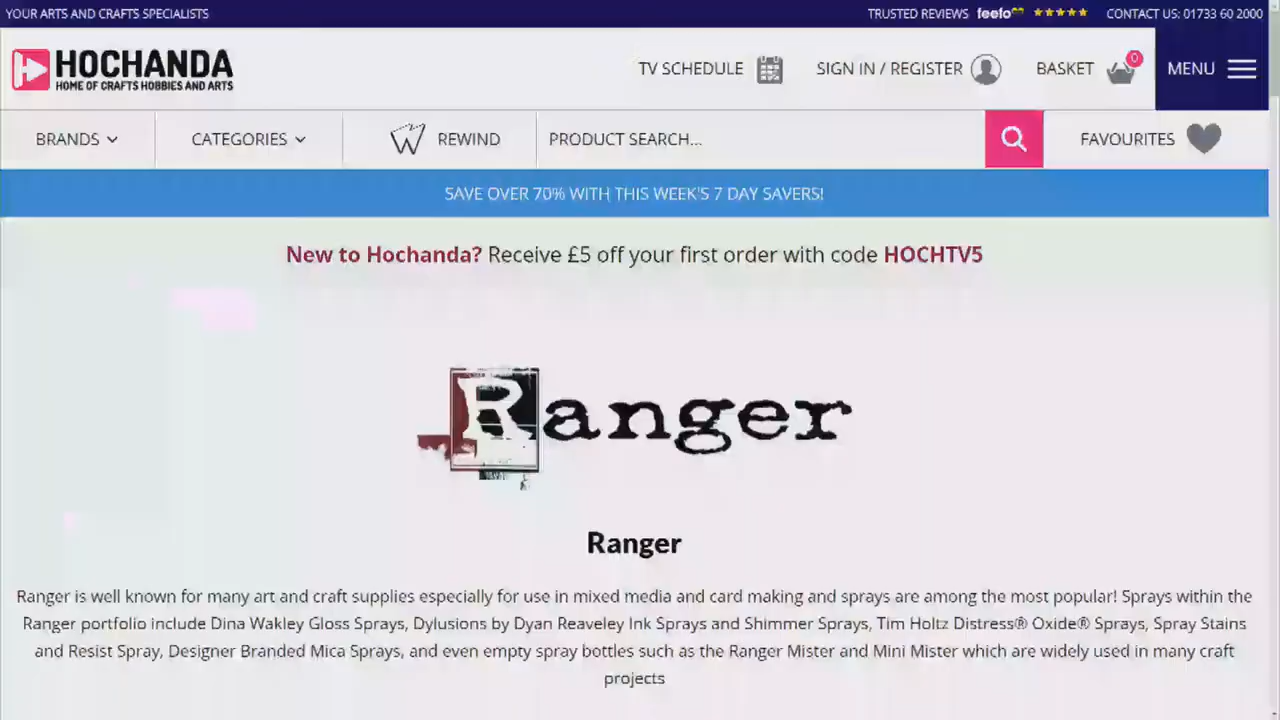 YOUR ARTS AND CRAFTS SPECIALISTS
TRUSTED REVIEWS feefo CONTACT US: 01733 60 2000
HOCHANDA
HOME OF CRAFTS HOBBIES AND ARTS
TV SCHEDULE SIGN IN / REGISTER BASKET 0 MENU
BRANDS CATEGORIES REWIND PRODUCT SEARCH... FAVOURITES
SAVE OVER 70% WITH THIS WEEK'S 7 DAY SAVERS!
New to Hochanda? Receive £5 off your first order with code HOCHTV5
Ranger
Ranger
Ranger is well known for many art and craft supplies especially for use in mixed media and card making and sprays are among the most popular! Sprays within the
Ranger portfolio include Dina Wakley Gloss Sprays, Dylusions by Dyan Reaveley Ink Sprays and Shimmer Sprays, Tim Holtz Distress® Oxide® Sprays, Spray Stains
and Resist Spray, Designer Branded Mica Sprays, and even empty spray bottles such as the Ranger Mister and Mini Mister which are widely used in many craft
projects